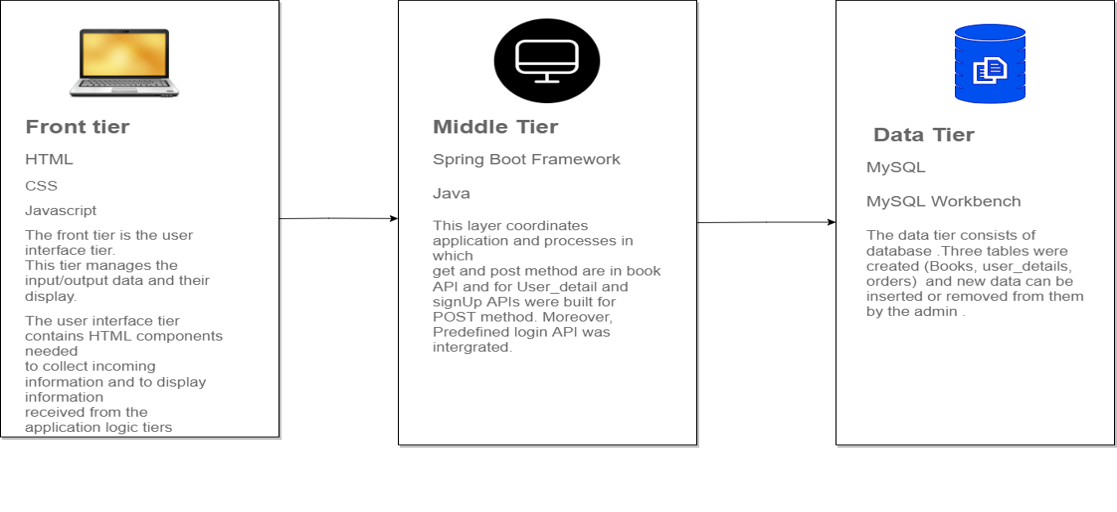 Front tier
HTML
CSS
Javascript
The front tier is the user
interface tier.
This tier manages the
input/output data and their
display.
The user interface tier
contains HTML components
needed
to collect incoming
information and to display
information
received from the
application logic tiers
Middle Tier
Spring Boot Framework
Java
This layer coordinates
application and processes in
which
get and post method are in book
API and for User_detail and
signUp APIs were built for
POST method. Moreover,
Predefined login API was
intergrated.
Data Tier
MySQL
MySQL Workbench
The data tier consists of
database .Three tables were
created (Books, user_details,
orders)  and new data can be
inserted or removed from them
by the admin .